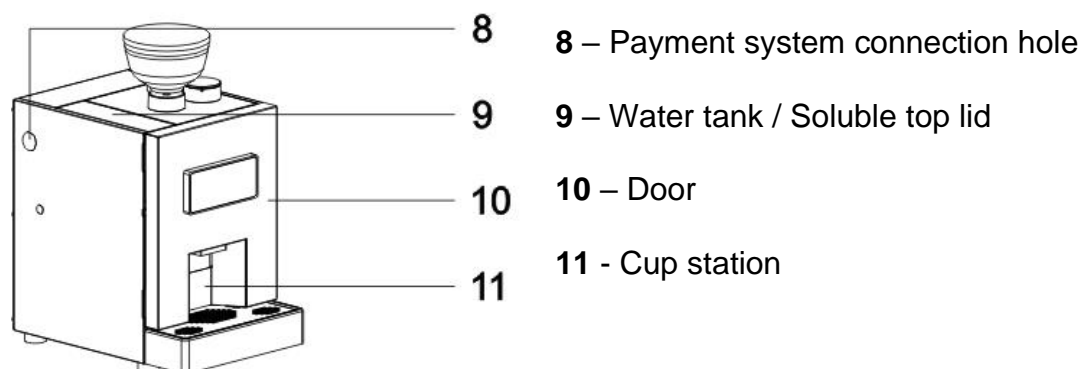 8 8 – Payment system connection hole
9 9 – Water tank / Soluble top lid
10 10 – Door
11 11 - Cup station